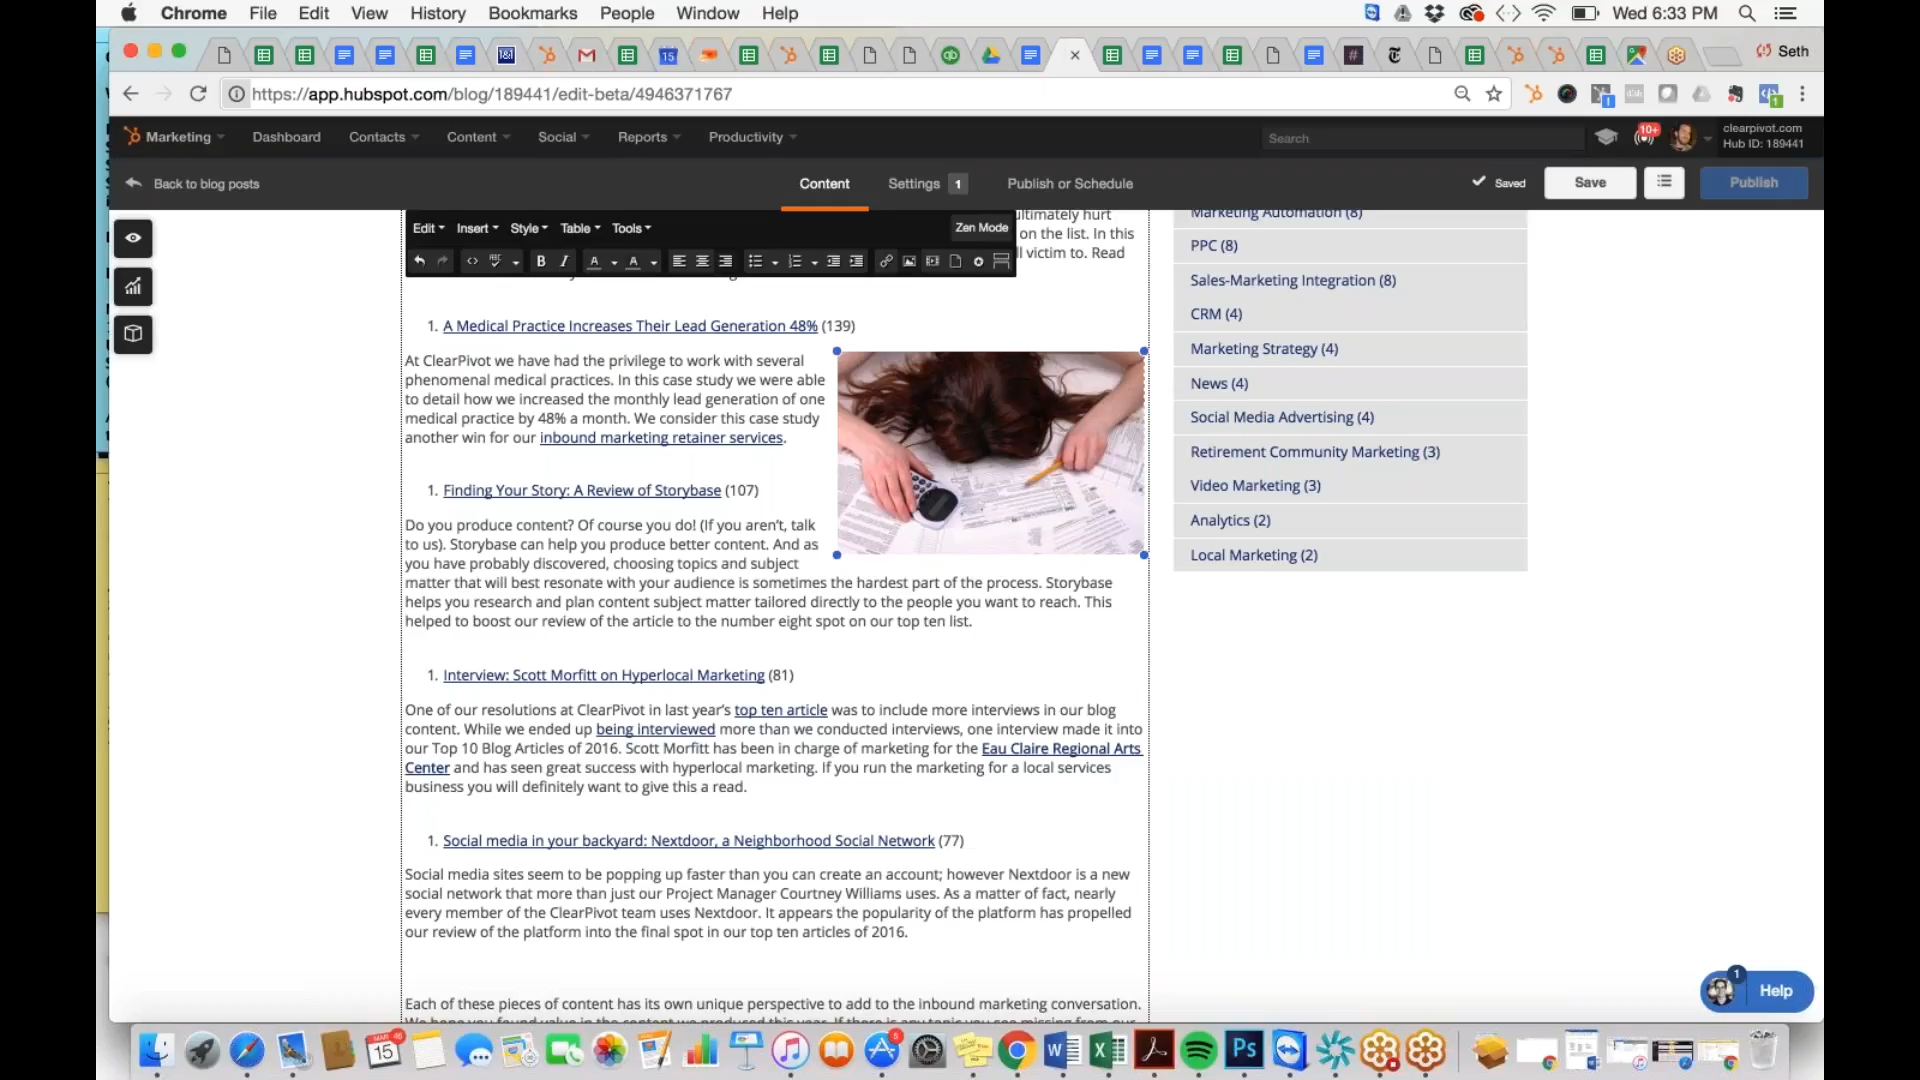 Chrome File Edit View History Bookmarks People Window Help Wed 6:33 PM
Seth
https://app.hubspot.com/blog/189441/edit-beta/4946371767
Marketing Dashboard Contacts Content Social Reports Productivity Search 10+ clearpivot.com
Hub ID: 189441
Back to blog posts Content Settings 1 Publish or Schedule Saved Save Publish
Edit Insert Style Table Tools Zen Mode
ultimately hurt
on the list. In this
ll victim to. Read
1. A Medical Practice Increases Their Lead Generation 48% (139)
At ClearPivot we have had the privilege to work with several
phenomenal medical practices. In this case study we were able
to detail how we increased the monthly lead generation of one
medical practice by 48% a month. We consider this case study
another win for our inbound marketing retainer services.
1. Finding Your Story: A Review of Storybase (107)
Do you produce content? Of course you do! (If you aren't, talk
to us). Storybase can help you produce better content. And as
you have probably discovered, choosing topics and subject
matter that will best resonate with your audience is sometimes the hardest part of the process. Storybase
helps you research and plan content subject matter tailored directly to the people you want to reach. This
helped to boost our review of the article to the number eight spot on our top ten list.
1. Interview: Scott Morfitt on Hyperlocal Marketing (81)
One of our resolutions at ClearPivot in last year's top ten article was to include more interviews in our blog
content. While we ended up being interviewed more than we conducted interviews, one interview made it into
our Top 10 Blog Articles of 2016. Scott Morfitt has been in charge of marketing for the Eau Claire Regional Arts
Center and has seen great success with hyperlocal marketing. If you run the marketing for a local services
business you will definitely want to give this a read.
1. Social media in your backyard: Nextdoor, a Neighborhood Social Network (77)
Social media sites seem to be popping up faster than you can create an account; however Nextdoor is a new
social network that more than just our Project Manager Courtney Williams uses. As a matter of fact, nearly
every member of the ClearPivot team uses Nextdoor. It appears the popularity of the platform has propelled
our review of the platform into the final spot in our top ten articles of 2016.
Each of these pieces of content has its own unique perspective to add to the inbound marketing conversation.
Marketing Automation (8)
PPC (8)
Sales-Marketing Integration (8)
CRM (4)
Marketing Strategy (4)
News (4)
Social Media Advertising (4)
Retirement Community Marketing (3)
Video Marketing (3)
Analytics (2)
Local Marketing (2)
1
Help